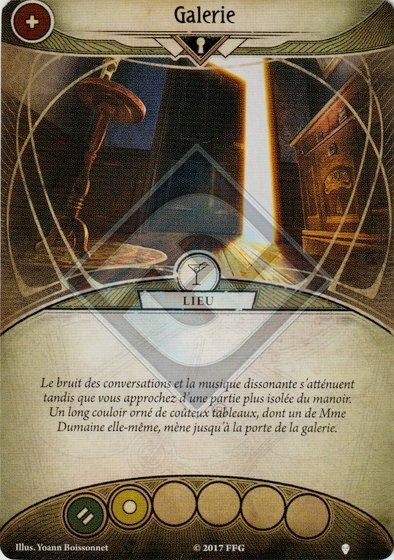 Galerie
LIEU
Le bruit des conversations et la musique dissonante s'atténuent
tandis que vous approchez d'une partie plus isolée du manoir.
Un long couloir orné de coûteux tableaux, dont un de Mme
Dumaine elle-même, mène jusqu'à la porte de la galerie.
Illus. Yoann Boissonnet
© 2017 FFG